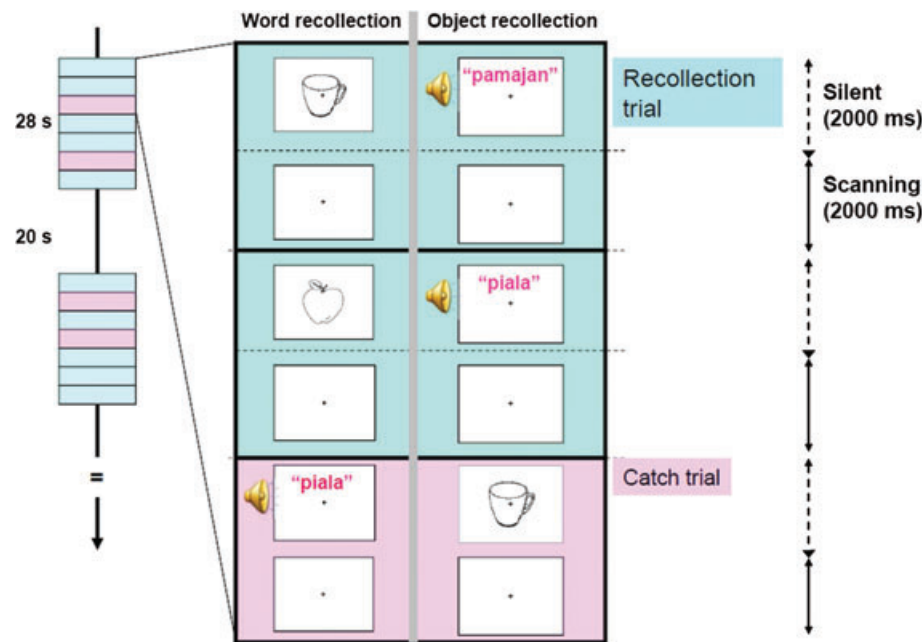 Word recollection
Object recollection
"pamajan"
Recollection
trial
Silent
(2000 ms)
28 s
Scanning
(2000 ms)
20 s
"piala"
"piala"
Catch trial
=